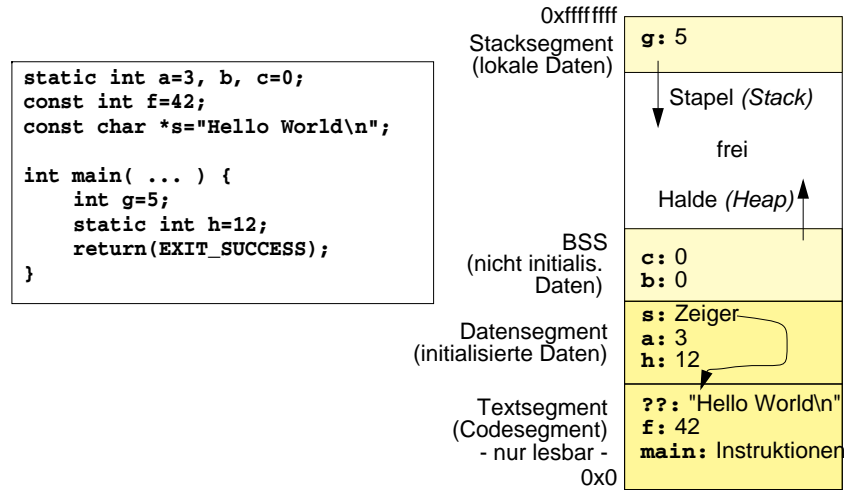 static int a=3, b, c=0;
const int f=42;
const char *s="Hello World\n";
int main( ... ) {
int g=5;
static int h=12;
return(EXIT_SUCCESS);
}
0xffffffff
Stacksegment
(lokale Daten)
g: 5
Stapel (Stack)
frei
Halde (Heap)
BSS
(nicht initialis.
Daten)
c: 0
b: 0
Datensegment
(initialisierte Daten)
s: Zeiger
a: 3
h: 12
Textsegment
(Codesegment)
- nur lesbar -
0x0
??: "Hello World\n"
f: 42
main: Instruktionen